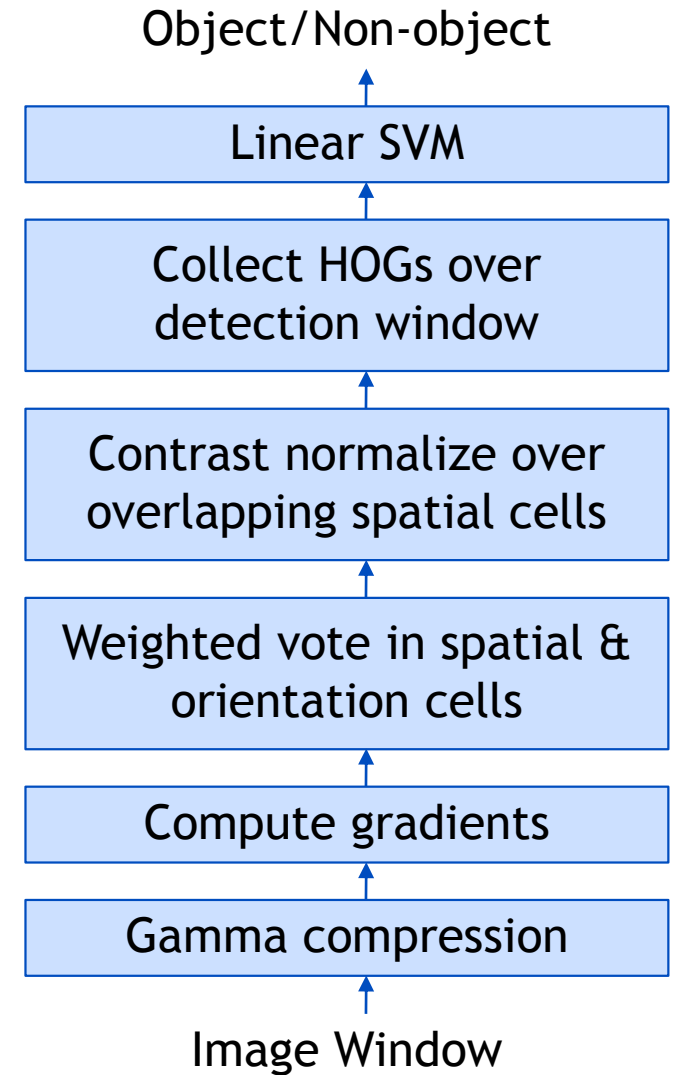 Object/Non-object
Linear SVM
Collect HOGs over
detection window
Contrast normalize over
overlapping spatial cells
Weighted vote in spatial &
orientation cells
Compute gradients
Gamma compression
Image Window